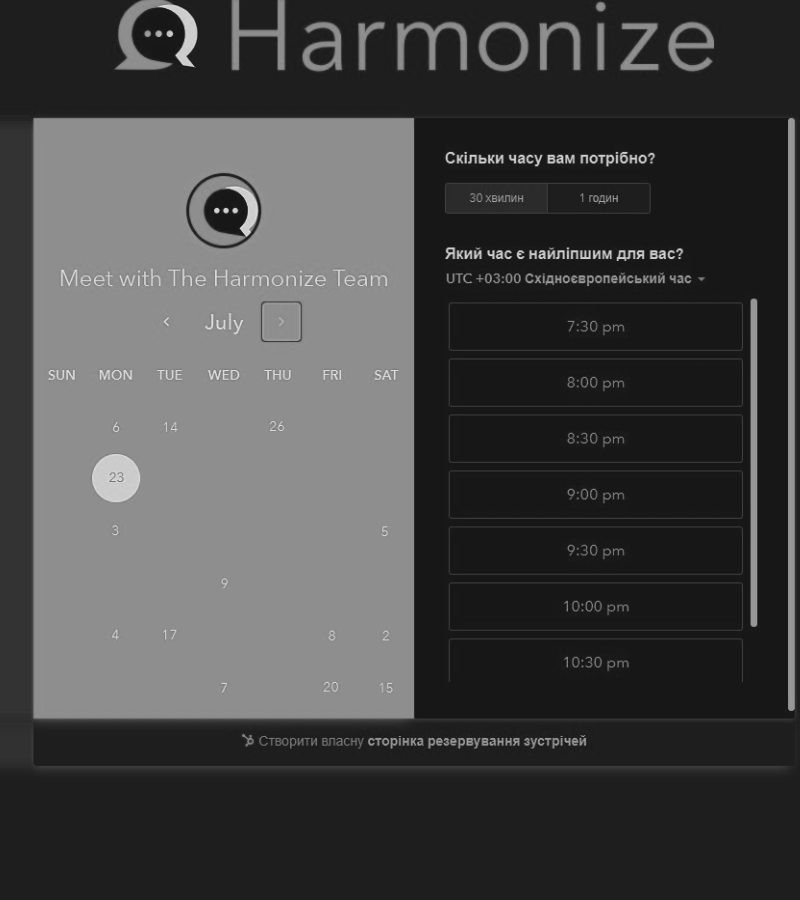 Harmonize
Meet with The Harmonize Team
July
SUN MON TUE WED THU FRI SAT
6 14 26
23
3 5
9
4 17 8 2
7 20 15
Скільки часу вам потрібно?
30 хвилин 1 годин
Який час є найліпшим для вас?
UTC +03:00 Східноєвропейський час
7:30 pm
8:00 pm
8:30 pm
9:00 pm
9:30 pm
10:00 pm
10:30 pm
Створити власну сторінка резервування зустрічей